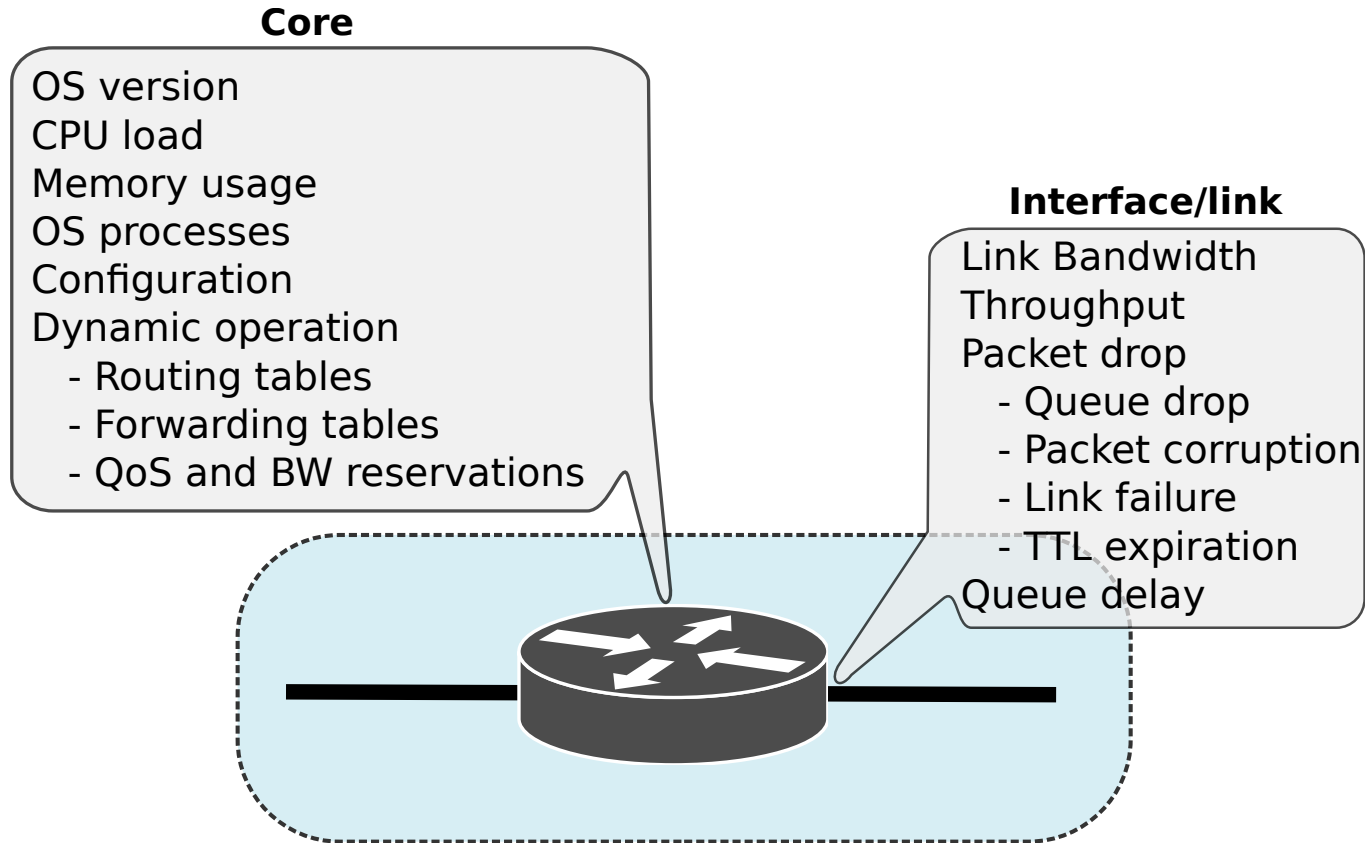 Core
OS version
CPU load
Memory usage
OS processes
Configuration
Dynamic operation
- Routing tables
- Forwarding tables
- QoS and BW reservations
Interface/link
Link Bandwidth
Throughput
Packet drop
- Queue drop
- Packet corruption
- Link failure
- TTL expiration
Queue delay